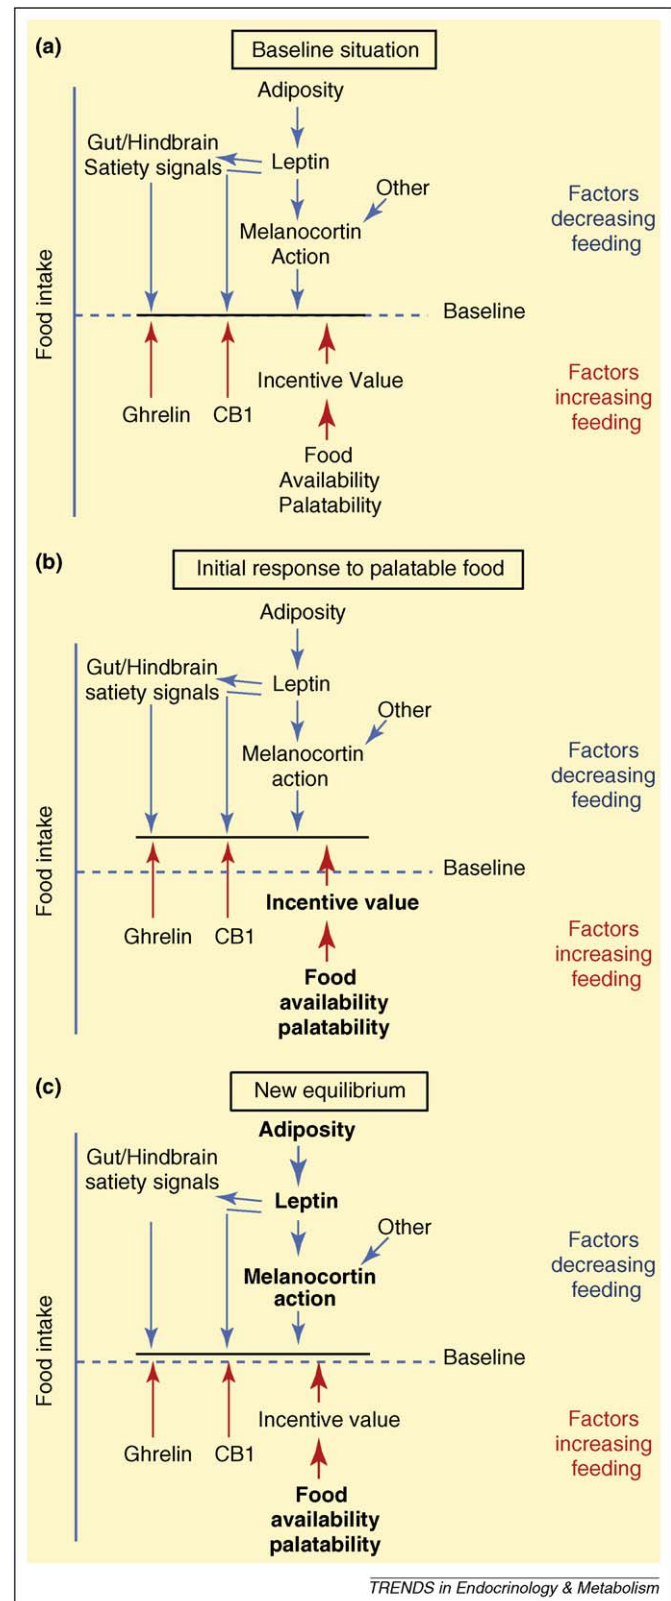 (a)
Baseline situation
Adiposity
Gut/Hindbrain
Satiety signals
Leptin
Other
Melanocortin
Action
Factors
decreasing
feeding
Food intake
Baseline
Incentive Value
Ghrelin
CB1
Factors
increasing
feeding
Food
Availability
Palatability
(b)
Initial response to palatable food
Adiposity
Gut/Hindbrain
satiety signals
Leptin
Other
Melanocortin
action
Factors
decreasing
feeding
Food intake
Baseline
Incentive value
Ghrelin
CB1
Factors
increasing
feeding
Food
availability
palatability
(c)
New equilibrium
Adiposity
Gut/Hindbrain
satiety signals
Leptin
Other
Melanocortin
action
Factors
decreasing
feeding
Food intake
Baseline
Incentive value
Ghrelin
CB1
Factors
increasing
feeding
Food
availability
palatability
TRENDS in Endocrinology & Metabolism